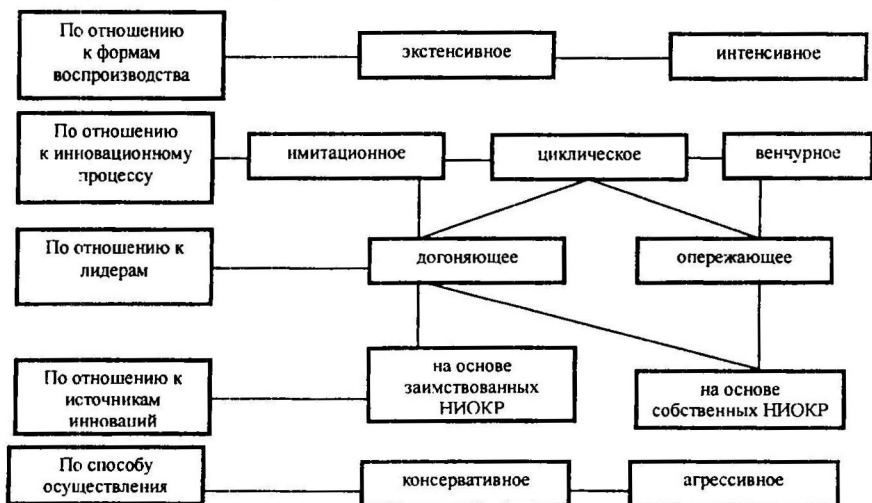 По отношению
к формам
воспроизводства
экстенсивное
интенсивное
По отношению
к инновационному
процессу
имитационное
циклическое
венчурное
По отношению к
лидерам
догоняющее
опережающее
По отношению к
источникам
инноваций
на основе
заимствованных
НИОКР
на основе
собственных НИОКР
По способу
осуществления
консервативное
агрессивное